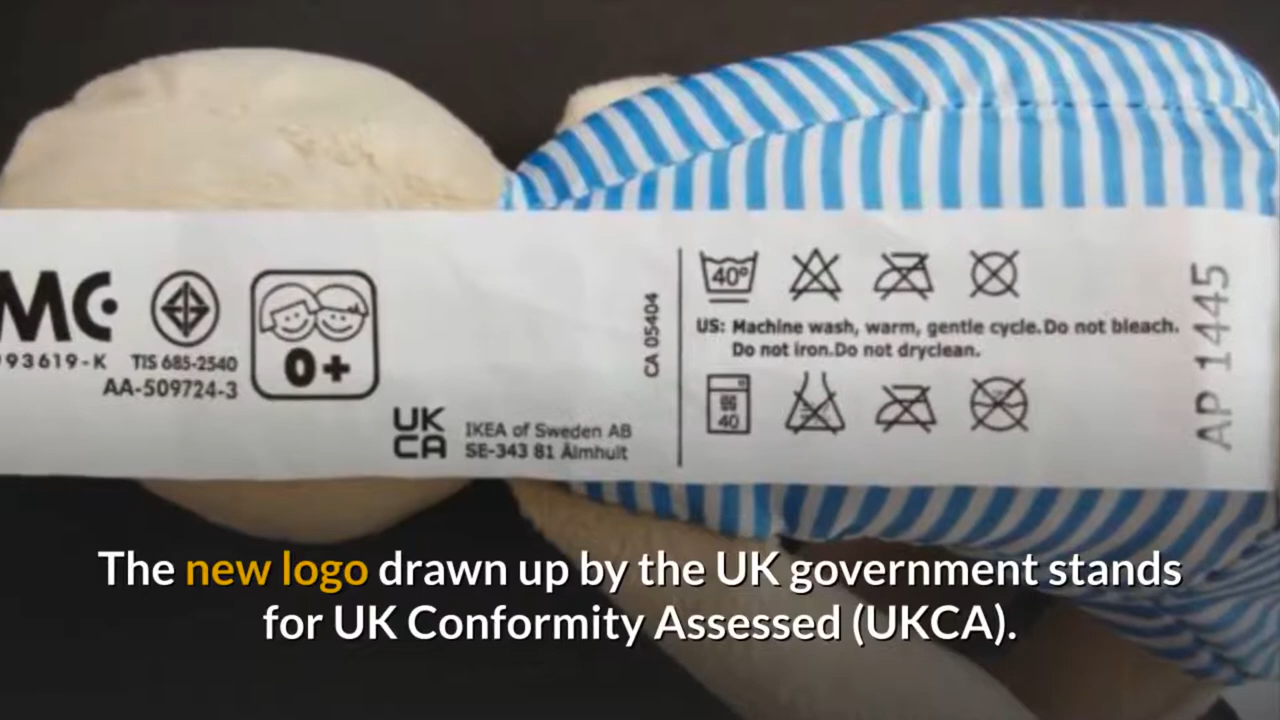 MC
93619-K
TIS 685-2540
AA-509724-3
0+
UK
CA
IKEA of Sweden AB
SE-343 81 Älmhult
CA 05404
40°
US: Machine wash, warm, gentle cycle.Do not bleach.
Do not iron.Do not dryclean.
40
AP 1445
The new logo drawn up by the UK government stands
for UK Conformity Assessed (UKCA).